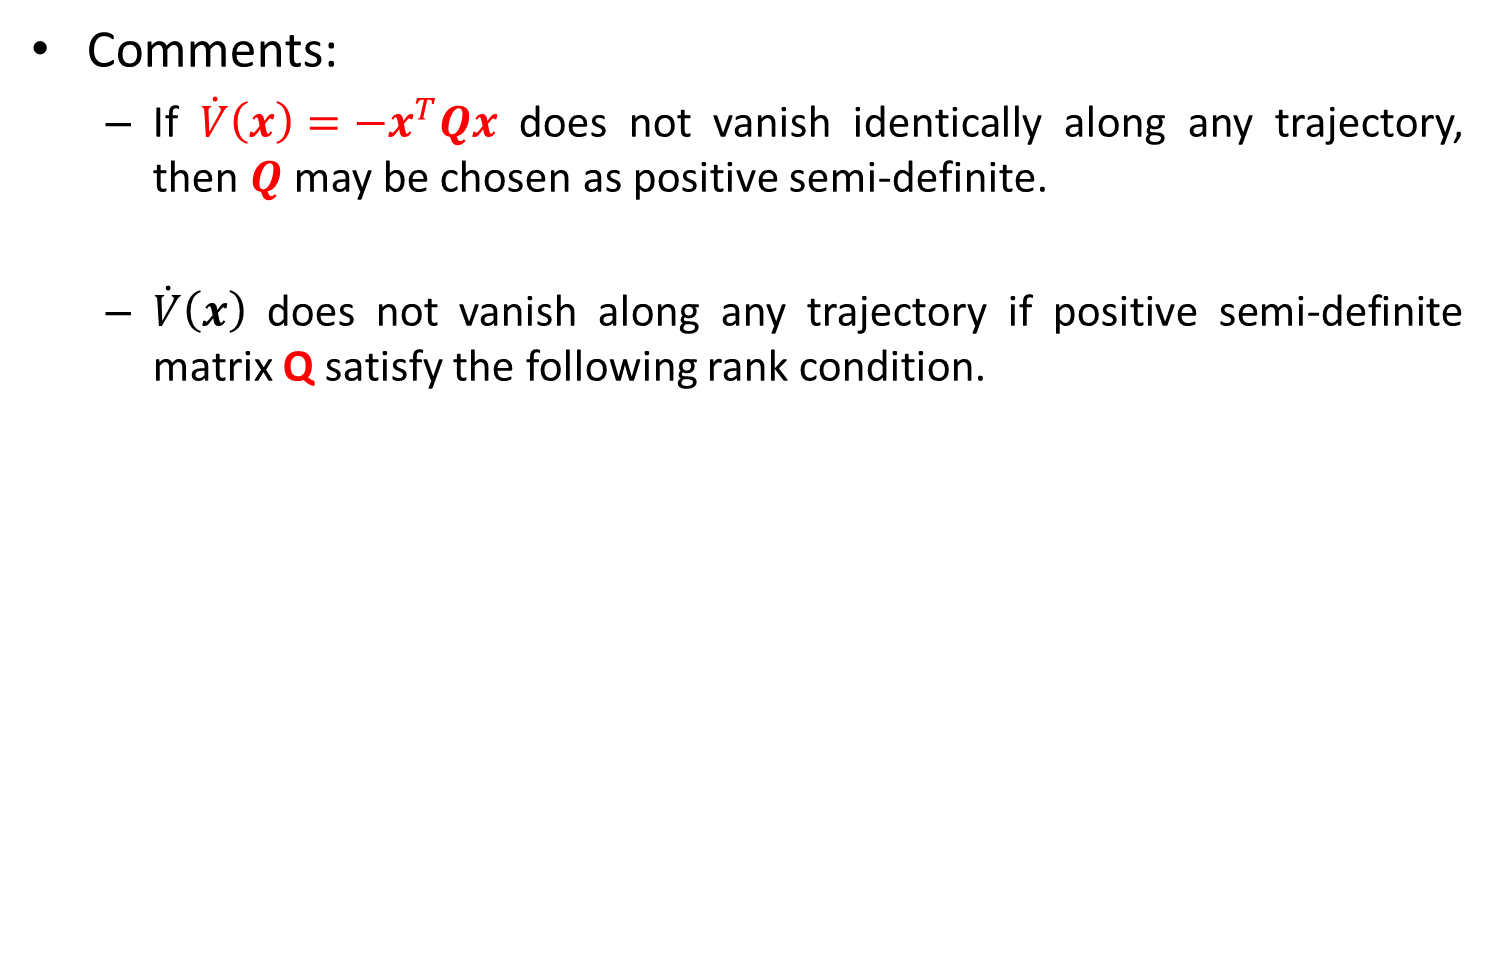 • Comments:
– If V̇(x) = −xᵀQx does not vanish identically along any trajectory,
then Q may be chosen as positive semi-definite.
– V̇(x) does not vanish along any trajectory if positive semi-definite
matrix Q satisfy the following rank condition.